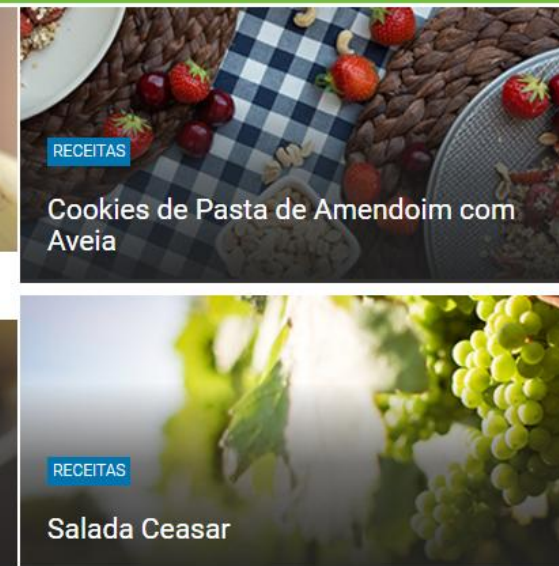 RECEITAS
Cookies de Pasta de Amendoim com
Aveia
RECEITAS
Salada Ceasar